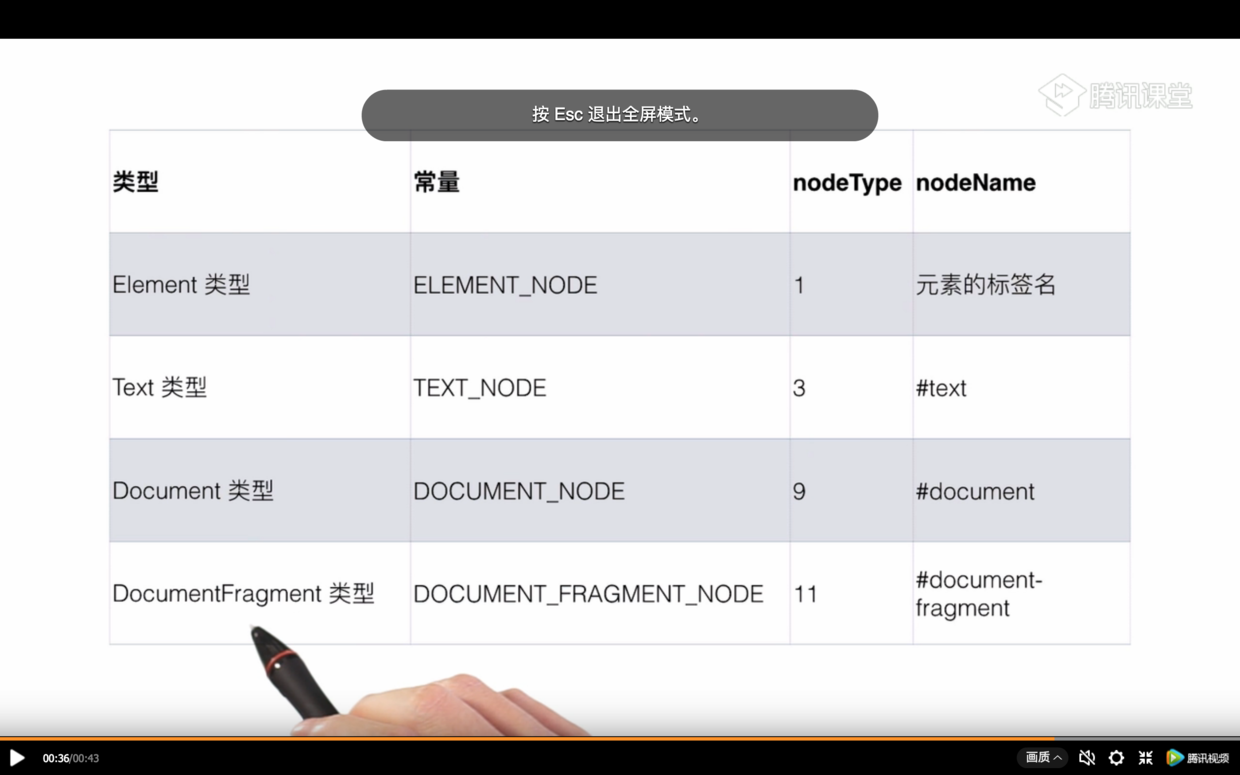 腾讯课堂
按 Esc 退出全屏模式。
类型 常量 nodeType nodeName
Element 类型 ELEMENT_NODE 1 元素的标签名
Text 类型 TEXT_NODE 3 #text
Document 类型 DOCUMENT_NODE 9 #document
DocumentFragment 类型 DOCUMENT_FRAGMENT_NODE 11 #document-
fragment
00:36/00:43 画质 腾讯视频